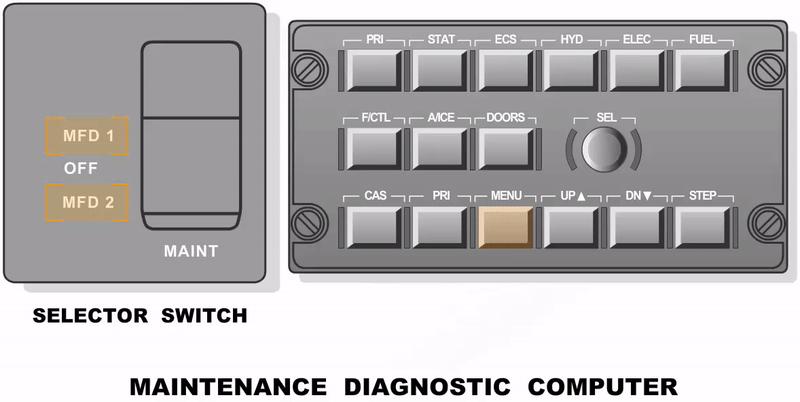 PRI STAT ECS HYD ELEC FUEL
MFD 1
OFF
MFD 2
MAINT
F/CTL A/ICE DOORS SEL
CAS PRI MENU UP▲ DN▼ STEP
SELECTOR SWITCH
MAINTENANCE DIAGNOSTIC COMPUTER